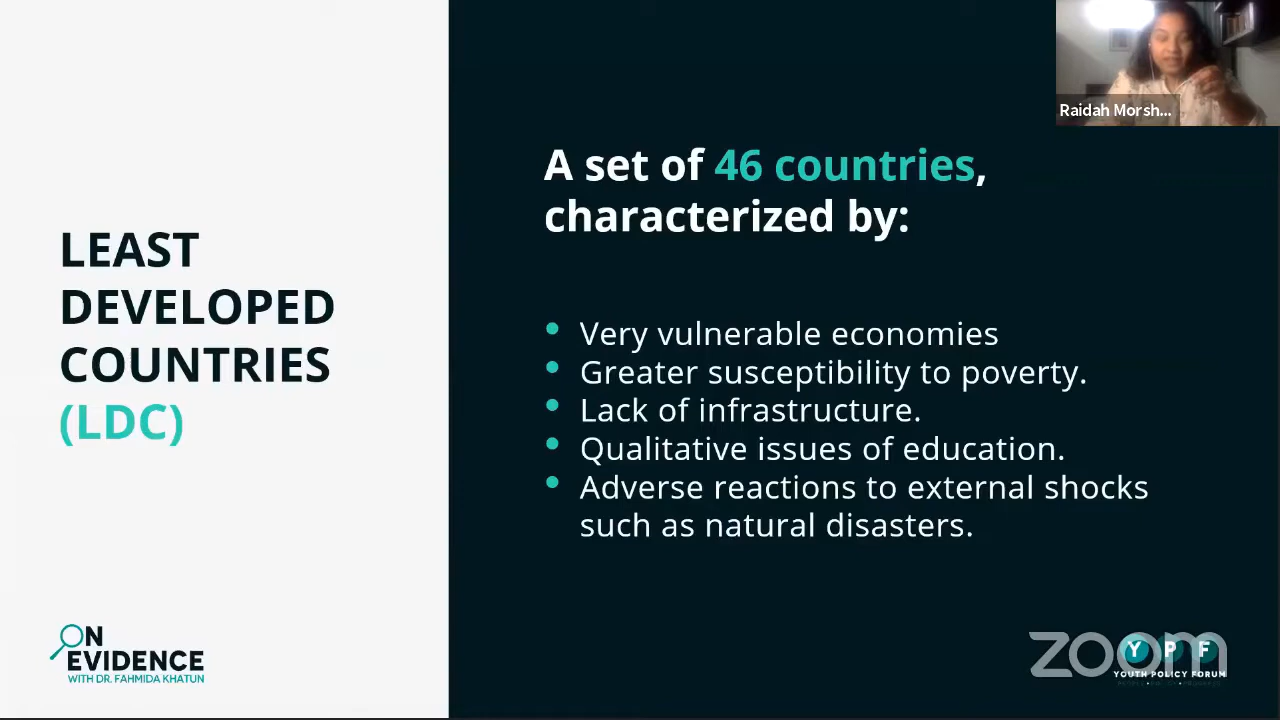 Raidah Morsh...
LEAST
DEVELOPED
COUNTRIES
(LDC)
A set of 46 countries,
characterized by:
• Very vulnerable economies
• Greater susceptibility to poverty.
• Lack of infrastructure.
• Qualitative issues of education.
• Adverse reactions to external shocks
such as natural disasters.
ON
EVIDENCE
WITH DR. FAHMIDA KHATUN
zoom
Y P F
YOUTH POLICY FORUM